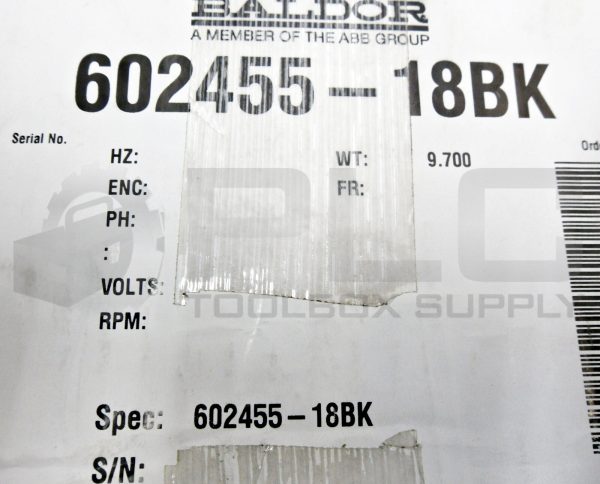 BALDOR
A MEMBER OF THE ABB GROUP
602455-18BK
Serial No.
HZ: WT: 9.700
ENC: FR:
PH:
:
VOLTS:
RPM:
PLC
TOOLBOX SUPPLY
Spec: 602455-18BK
S/N: